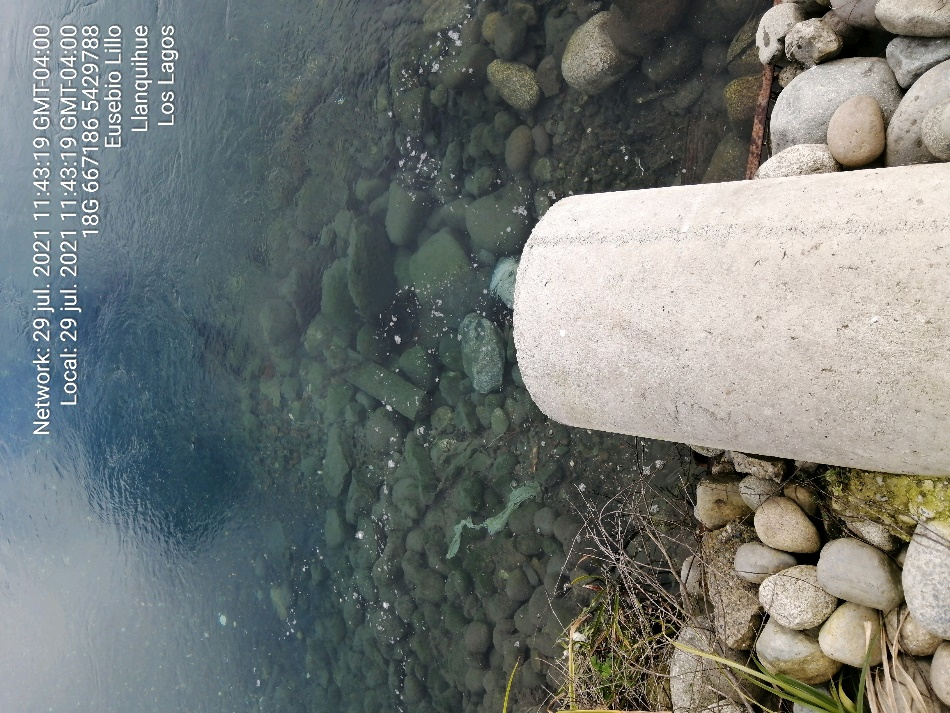 Network: 29 jul. 2021 11:43:19 GMT-04:00
Local: 29 jul. 2021 11:43:19 GMT-04:00
18G 667186 5429788
Eusebio Lillo
Llanquihue
Los Lagos